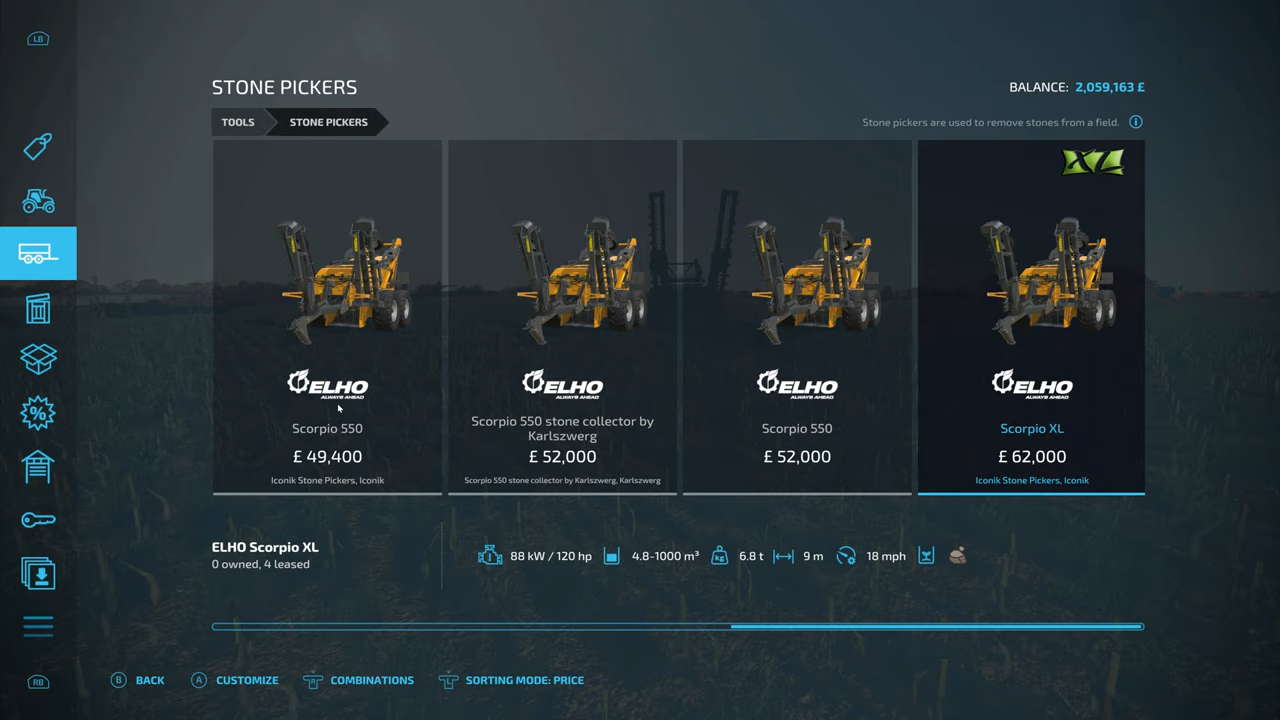 LB
STONE PICKERS
BALANCE: 2,059,163 £
TOOLS STONE PICKERS
Stone pickers are used to remove stones from a field.
XL
ELHO
ALWAYS AHEAD
Scorpio 550
£ 49,400
Iconik Stone Pickers, Iconik
ELHO
ALWAYS AHEAD
Scorpio 550 stone collector by
Karlszwerg
£ 52,000
Scorpio 550 stone collector by Karlszwerg, Karlszwerg
ELHO
ALWAYS AHEAD
Scorpio 550
£ 52,000
ELHO
ALWAYS AHEAD
Scorpio XL
£ 62,000
Iconik Stone Pickers, Iconik
ELHO Scorpio XL
0 owned, 4 leased
88 kW / 120 hp 4.8-1000 m³ kg 6.8 t 9 m 18 mph
RB
B BACK A CUSTOMIZE R COMBINATIONS L SORTING MODE: PRICE